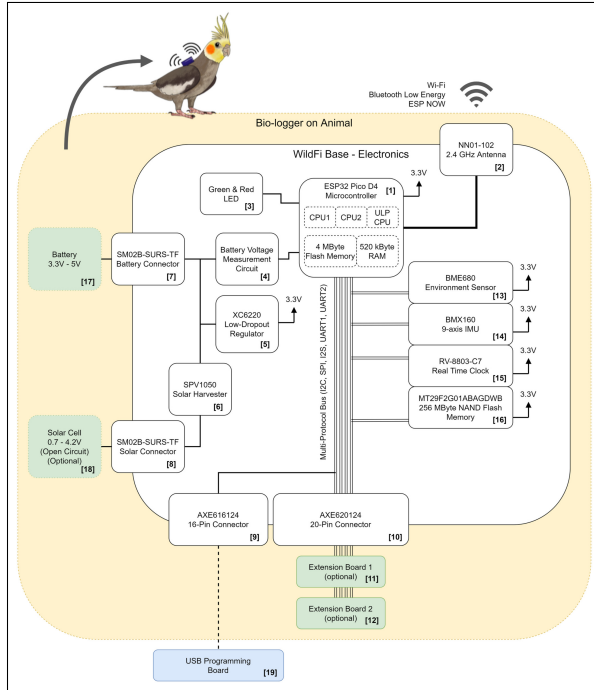 Wi-Fi
Bluetooth Low Energy
ESP NOW
Bio-logger on Animal
NN01-102
2.4 GHz Antenna
[2]
WildFi Base - Electronics
[1]
ESP32 Pico D4
Microcontroller
3.3V
CPU1
CPU2
ULP
CPU
4 MByte
Flash Memory
520 kByte
RAM
Green & Red
LED
[3]
Battery
3.3V - 5V
[17]
SM02B-SURS-TF
Battery Connector
[7]
Battery Voltage
Measurement
Circuit
[4]
XC6220
Low-Dropout
Regulator
[5]
3.3V
SPV1050
Solar Harvester
[6]
Solar Cell
0.7 - 4.2V
(Open Circuit)
(Optional)
[18]
SM02B-SURS-TF
Solar Connector
[8]
Multi-Protocol Bus (I2C, SPI, I2S, UART1, UART2)
BME680
Environment Sensor
[13]
3.3V
BMX160
9-axis IMU
[14]
3.3V
RV-8803-C7
Real Time Clock
[15]
3.3V
MT29F2G01ABAGDWB
256 MByte NAND Flash
Memory
[16]
3.3V
AXE616124
16-Pin Connector
[9]
AXE620124
20-Pin Connector
[10]
Extension Board 1
(optional)
[11]
Extension Board 2
(optional)
[12]
USB Programming
Board
[19]